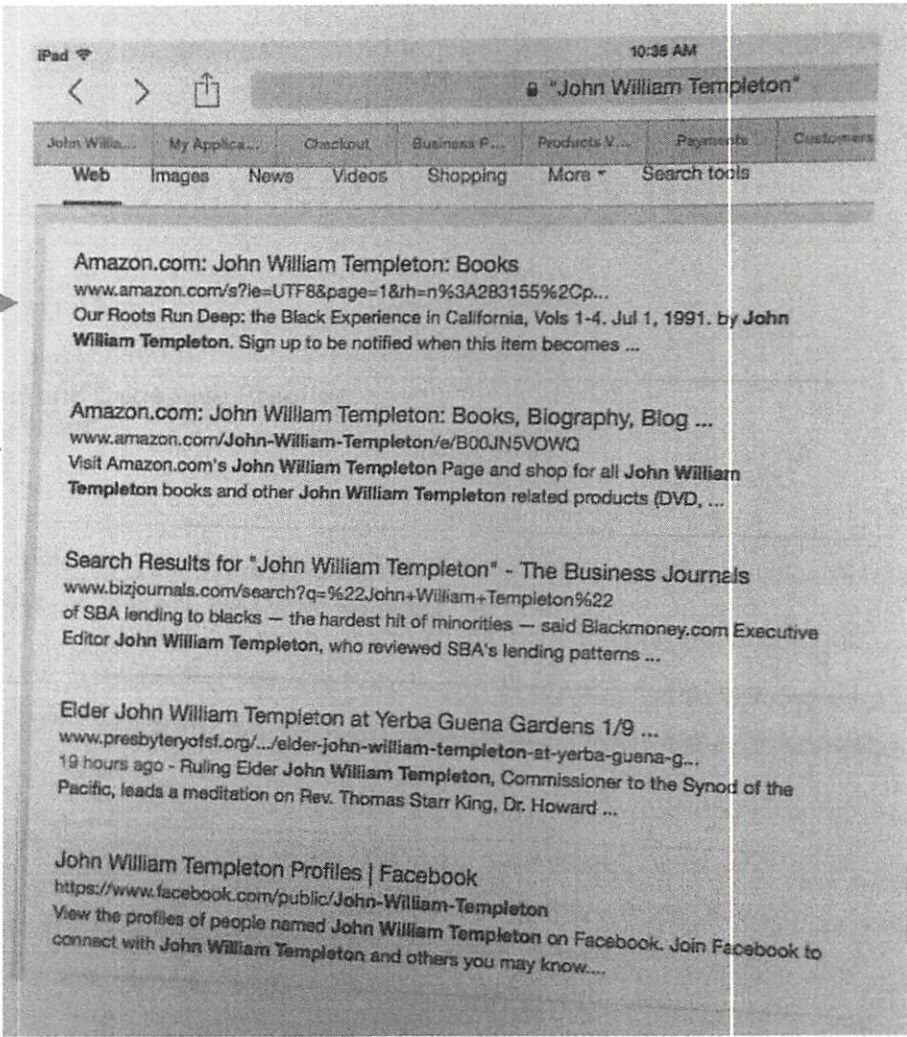 iPad 10:35 AM
"John William Templeton"
John Willia... My Applica... Checkout Business P... Products V... Payments Customers
Web Images News Videos Shopping More Search tools
Amazon.com: John William Templeton: Books
www.amazon.com/s?ie=UTF8&page=1&rh=n%3A283155%2Cp...
Our Roots Run Deep: the Black Experience in California, Vols 1-4. Jul 1, 1991. by John
William Templeton. Sign up to be notified when this item becomes ...
Amazon.com: John William Templeton: Books, Biography, Blog ...
www.amazon.com/John-William-Templeton/e/B00JN5VOWQ
Visit Amazon.com's John William Templeton Page and shop for all John William
Templeton books and other John William Templeton related products (DVD, ...
Search Results for "John William Templeton" - The Business Journals
www.bizjournals.com/search?q=%22John+William+Templeton%22
of SBA lending to blacks — the hardest hit of minorities — said Blackmoney.com Executive
Editor John William Templeton, who reviewed SBA's lending patterns ...
Elder John William Templeton at Yerba Guena Gardens 1/9 ...
www.presbyteryofsf.org/.../elder-john-william-templeton-at-yerba-guena-g...
19 hours ago - Ruling Elder John William Templeton, Commissioner to the Synod of the
Pacific, leads a meditation on Rev. Thomas Starr King, Dr. Howard ...
John William Templeton Profiles | Facebook
https://www.facebook.com/public/John-William-Templeton
View the profiles of people named John William Templeton on Facebook. Join Facebook to
connect with John William Templeton and others you may know....